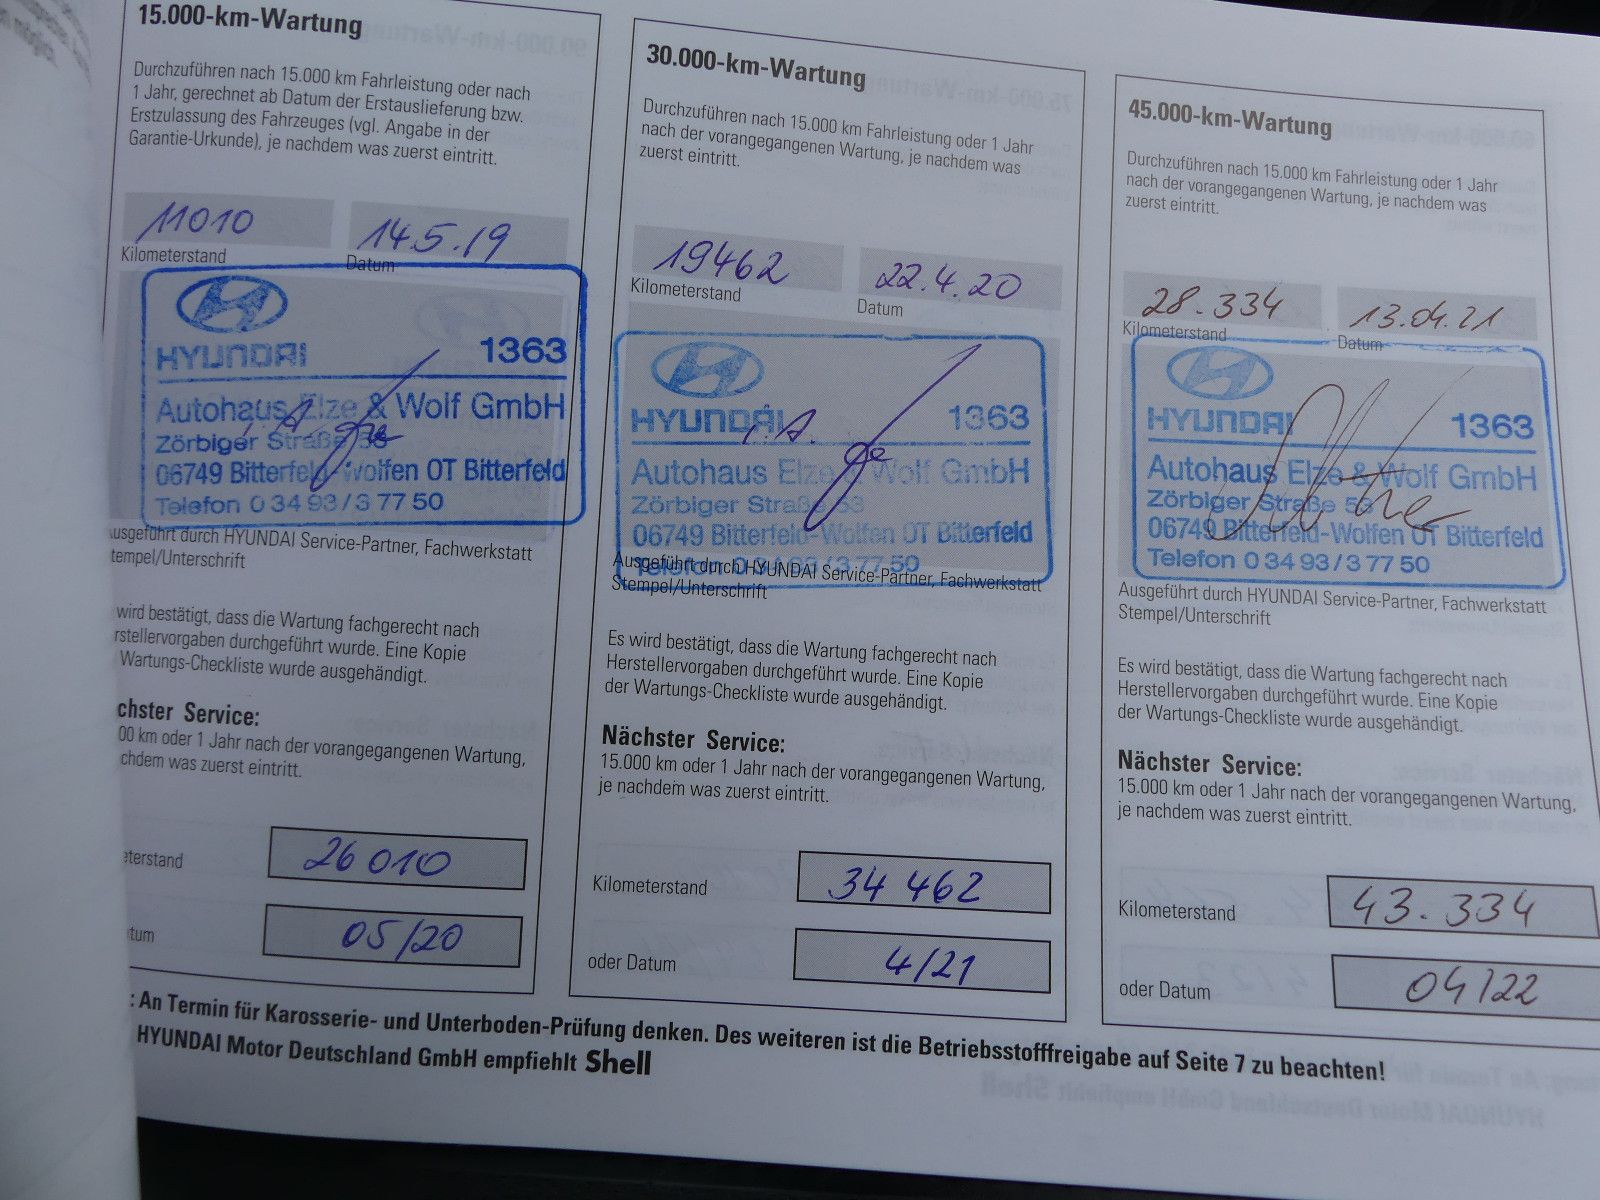 15.000-km-Wartung
Durchzuführen nach 15.000 km Fahrleistung oder nach
1 Jahr, gerechnet ab Datum der Erstauslieferung bzw.
Erstzulassung des Fahrzeuges (vgl. Angabe in der
Garantie-Urkunde), je nachdem was zuerst eintritt.
11010
14.5.19
Kilometerstand
Datum
HYUNDAI 1363
Autohaus Elze & Wolf GmbH
Zörbiger Straße
06749 Bitterfeld-Wolfen OT Bitterfeld
Telefon 0 34 93 / 3 77 50
i.A.
usgeführt durch HYUNDAI Service-Partner, Fachwerkstatt
tempel/Unterschrift
wird bestätigt, dass die Wartung fachgerecht nach
rstellervorgaben durchgeführt wurde. Eine Kopie
Wartungs-Checkliste wurde ausgehändigt.
chster Service:
00 km oder 1 Jahr nach der vorangegangenen Wartung,
chdem was zuerst eintritt.
eterstand 26 010
tum 05/20
30.000-km-Wartung
Durchzuführen nach 15.000 km Fahrleistung oder 1 Jahr
nach der vorangegangenen Wartung, je nachdem was
zuerst eintritt.
19462
22.4.20
Kilometerstand
Datum
HYUNDAI 1363
Autohaus Elze & Wolf GmbH
Zörbiger Straße
06749 Bitterfeld-Wolfen OT Bitterfeld
Telefon 0 34 93 / 3 77 50
i.A.
Ausgeführt durch HYUNDAI Service-Partner, Fachwerkstatt
Stempel/Unterschrift
Es wird bestätigt, dass die Wartung fachgerecht nach
Herstellervorgaben durchgeführt wurde. Eine Kopie
der Wartungs-Checkliste wurde ausgehändigt.
Nächster Service:
15.000 km oder 1 Jahr nach der vorangegangenen Wartung,
je nachdem was zuerst eintritt.
Kilometerstand 34 462
oder Datum 4/21
45.000-km-Wartung
Durchzuführen nach 15.000 km Fahrleistung oder 1 Jahr
nach der vorangegangenen Wartung, je nachdem was
zuerst eintritt.
28.334
13.04.21
Kilometerstand
Datum
HYUNDAI 1363
Autohaus Elze & Wolf GmbH
Zörbiger Straße
06749 Bitterfeld-Wolfen OT Bitterfeld
Telefon 0 34 93 / 3 77 50
Ausgeführt durch HYUNDAI Service-Partner, Fachwerkstatt
Stempel/Unterschrift
Es wird bestätigt, dass die Wartung fachgerecht nach
Herstellervorgaben durchgeführt wurde. Eine Kopie
der Wartungs-Checkliste wurde ausgehändigt.
Nächster Service:
15.000 km oder 1 Jahr nach der vorangegangenen Wartung,
je nachdem was zuerst eintritt.
Kilometerstand 43.334
oder Datum 04/22
: An Termin für Karosserie- und Unterboden-Prüfung denken. Des weiteren ist die Betriebsstofffreigabe auf Seite 7 zu beachten!
HYUNDAI Motor Deutschland GmbH empfiehlt Shell